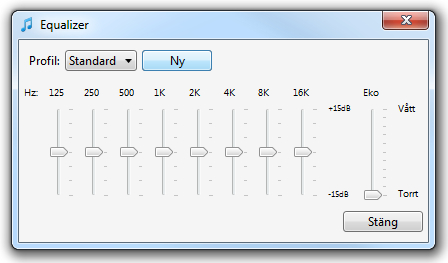 Equalizer
Profil: Standard Ny
Hz: 125 250 500 1K 2K 4K 8K 16K Eko
+15dB Vått
-15dB Torrt
Stäng